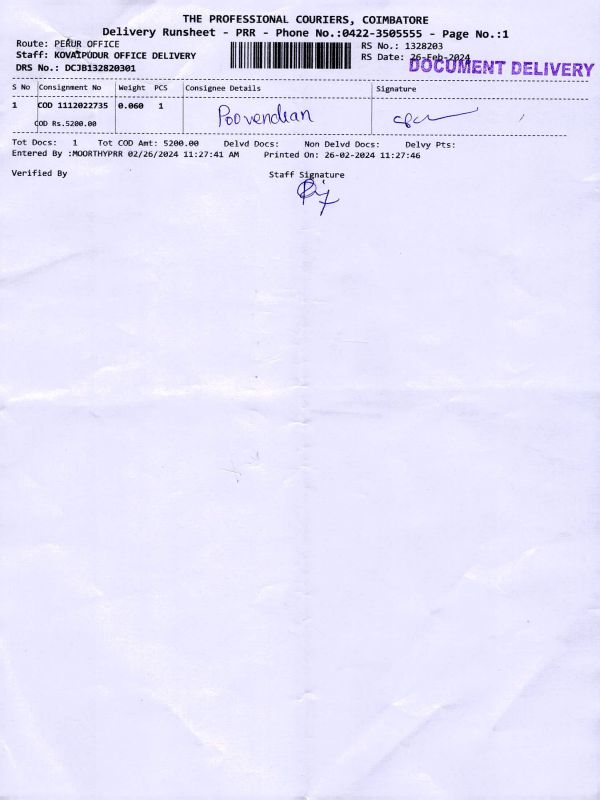 THE PROFESSIONAL COURIERS, COIMBATORE
Delivery Runsheet - PRR - Phone No.:0422-3505555 - Page No.:1
Route: PERUR OFFICE
Staff: KOVAIPUDUR OFFICE DELIVERY
DRS No.: DCJB132820301
RS No.: 1328203
RS Date: 26-Feb-2024
DOCUMENT DELIVERY
S No Consignment No Weight PCS Consignee Details Signature
1 COD 1112022735 0.060 1 Poovendian
COD Rs.5200.00
Tot Docs: 1 Tot COD Amt: 5200.00 Delvd Docs: Non Delvd Docs: Delvy Pts:
Entered By :MOORTHYPRR 02/26/2024 11:27:41 AM Printed On: 26-02-2024 11:27:46
Verified By Staff Signature